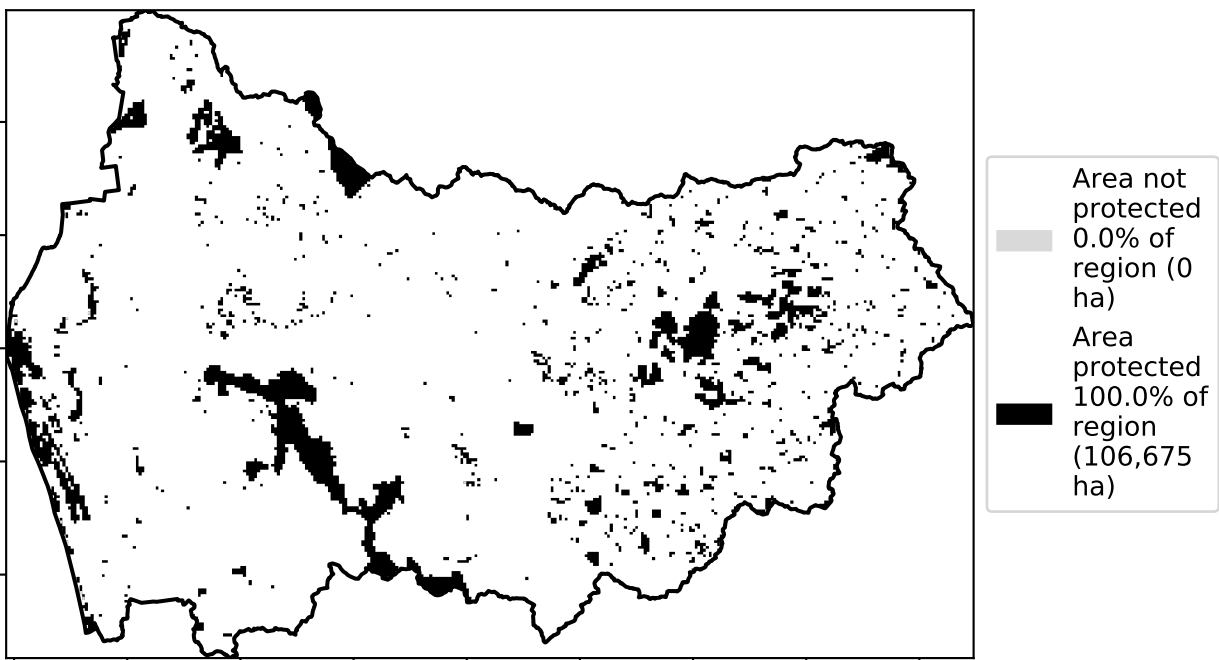 Area not
protected
0.0% of
region (0
ha)
Area
protected
100.0% of
region
(106,675
ha)